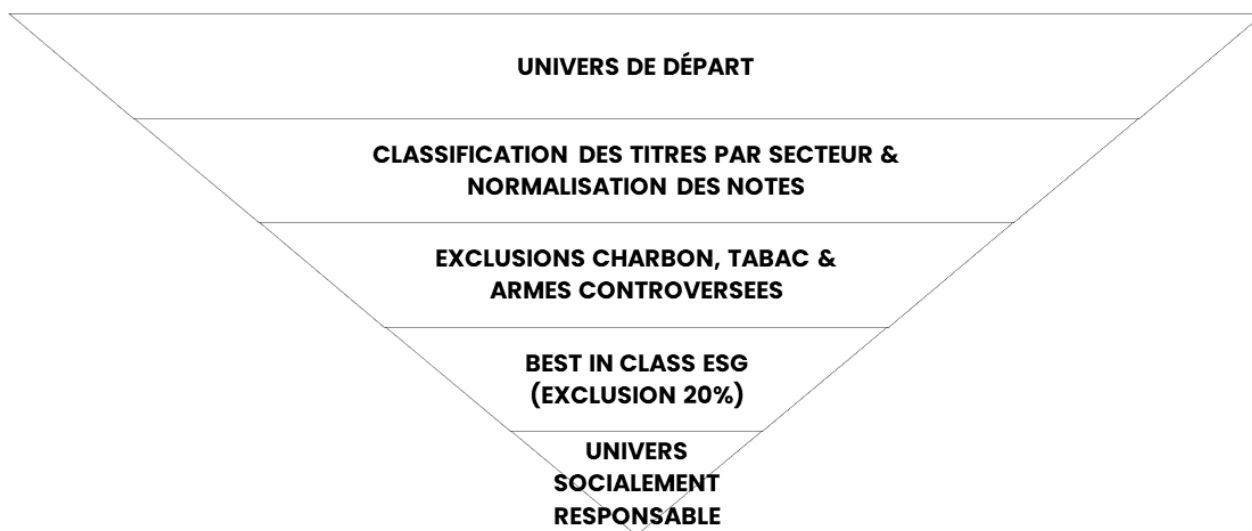 UNIVERS DE DÉPART
CLASSIFICATION DES TITRES PAR SECTEUR &
NORMALISATION DES NOTES
EXCLUSIONS CHARBON, TABAC &
ARMES CONTROVERSEES
BEST IN CLASS ESG
(EXCLUSION 20%)
UNIVERS
SOCIALEMENT
RESPONSABLE